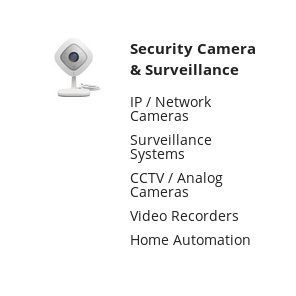 Security Camera
& Surveillance
IP / Network
Cameras
Surveillance
Systems
CCTV / Analog
Cameras
Video Recorders
Home Automation